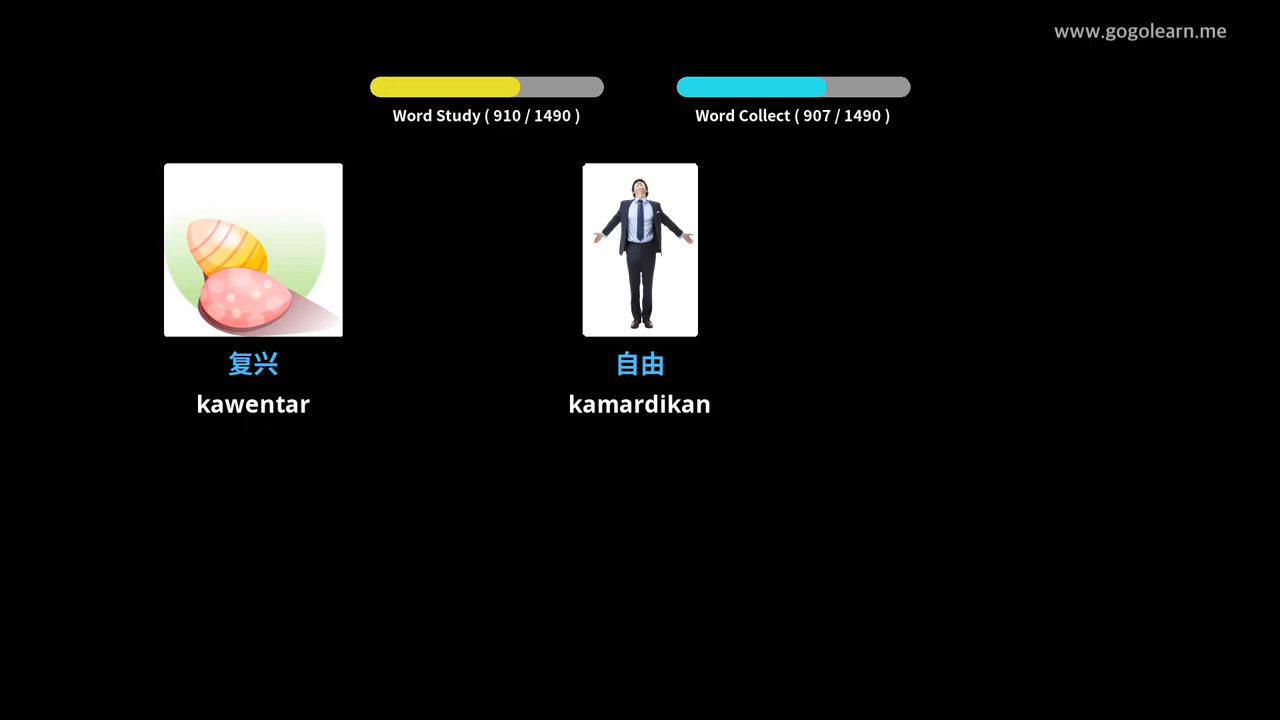 www.gogolearn.me
Word Study ( 910 / 1490 )
Word Collect ( 907 / 1490 )
复兴
自由
kawentar
kamardikan